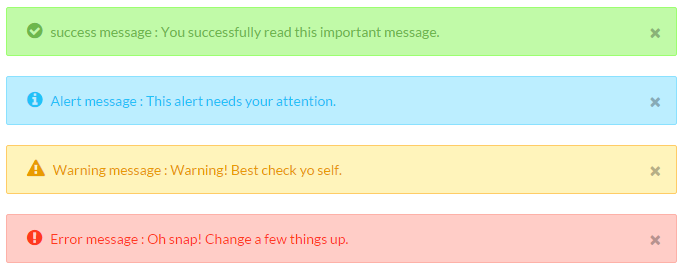 success message : You successfully read this important message.
Alert message : This alert needs your attention.
Warning message : Warning! Best check yo self.
Error message : Oh snap! Change a few things up.